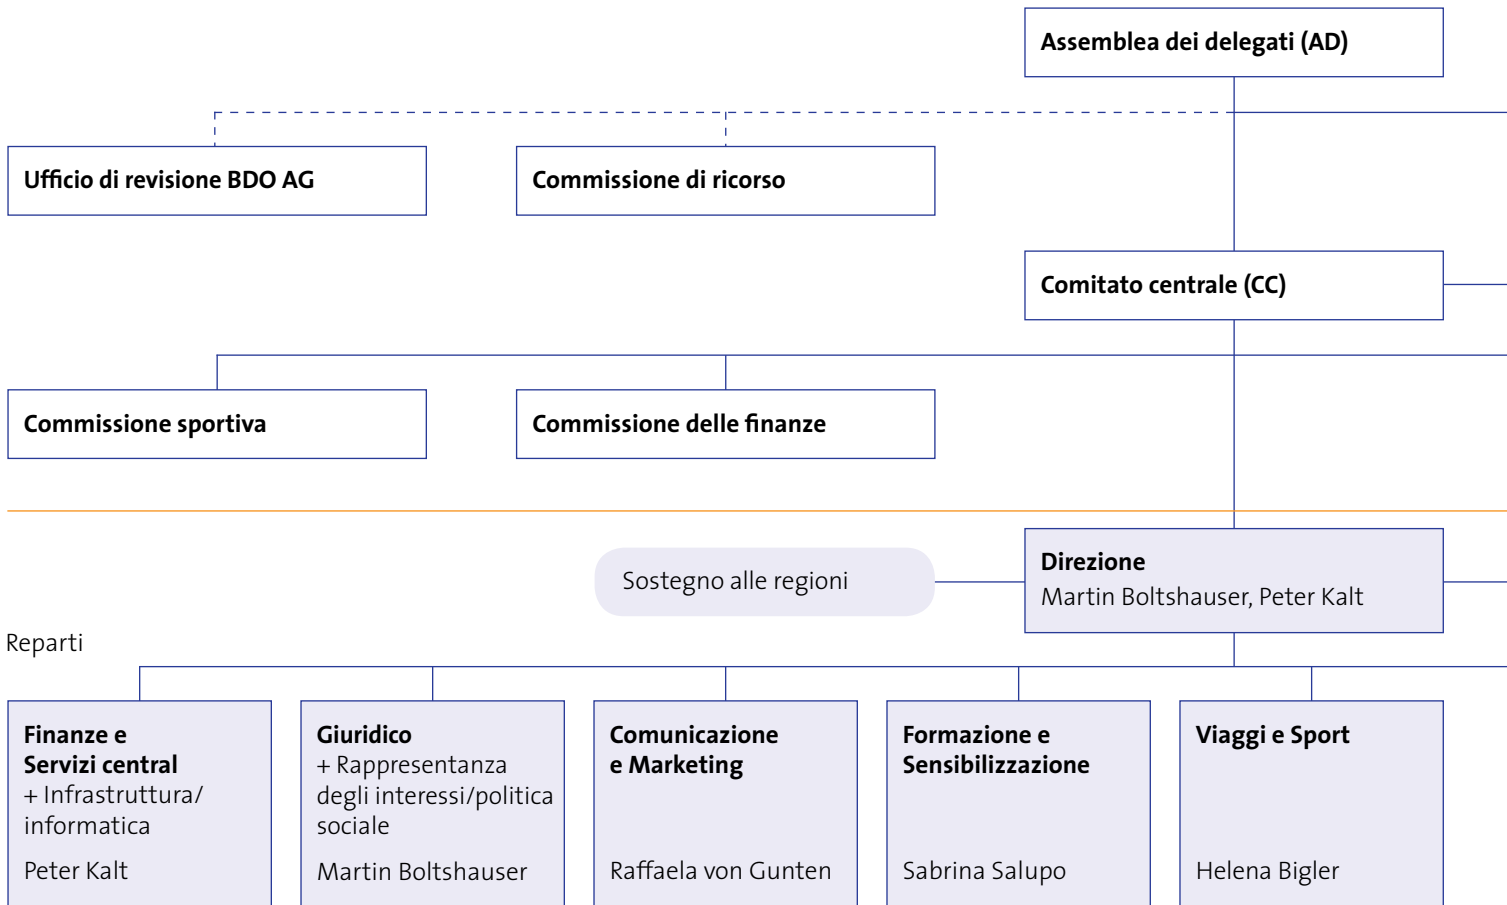 Assemblea dei delegati (AD)
Ufficio di revisione BDO AG
Commissione di ricorso
Comitato centrale (CC)
Commissione sportiva
Commissione delle finanze
Sostegno alle regioni
Direzione
Martin Boltshauser, Peter Kalt
Reparti
Finanze e
Servizi central
+ Infrastruttura/
informatica
Peter Kalt
Giuridico
+ Rappresentanza
degli interessi/politica
sociale
Martin Boltshauser
Comunicazione
e Marketing
Raffaela von Gunten
Formazione e
Sensibilizzazione
Sabrina Salupo
Viaggi e Sport
Helena Bigler